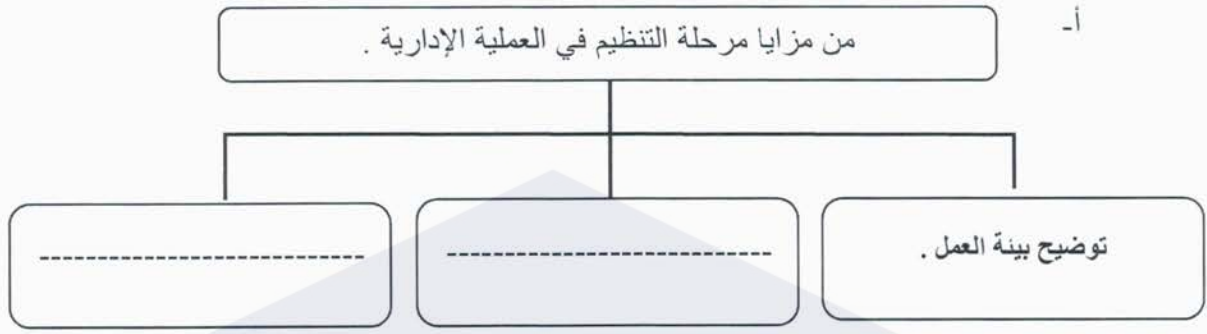 أ-
من مزايا مرحلة التنظيم في العملية الإدارية .
توضيح بيئة العمل .
----------------------------
----------------------------